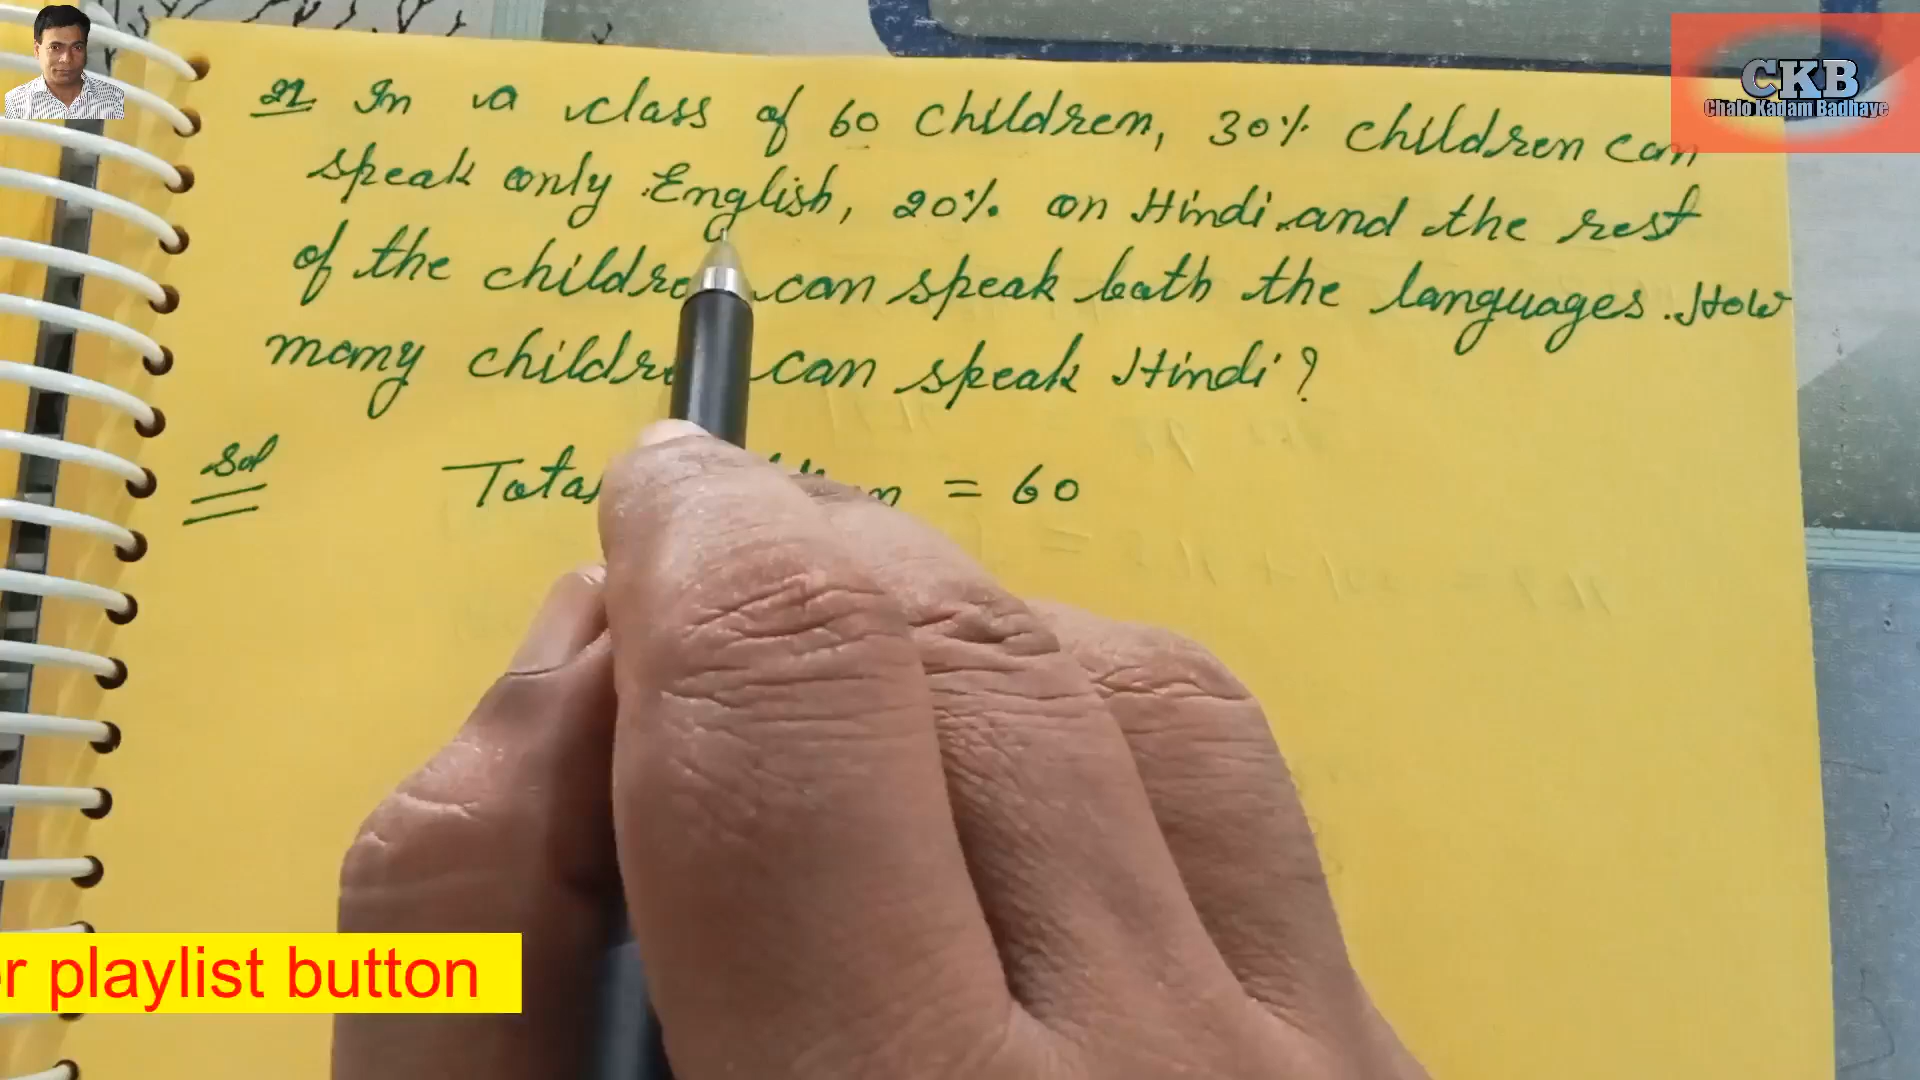 21 In a class of 60 children, 30% children can
speak only English, 20% on Hindi and the rest
of the children can speak both the languages. How
many children can speak Hindi?
Sol
= 60
CKB
Chalo Kadam Badhaye
playlist button